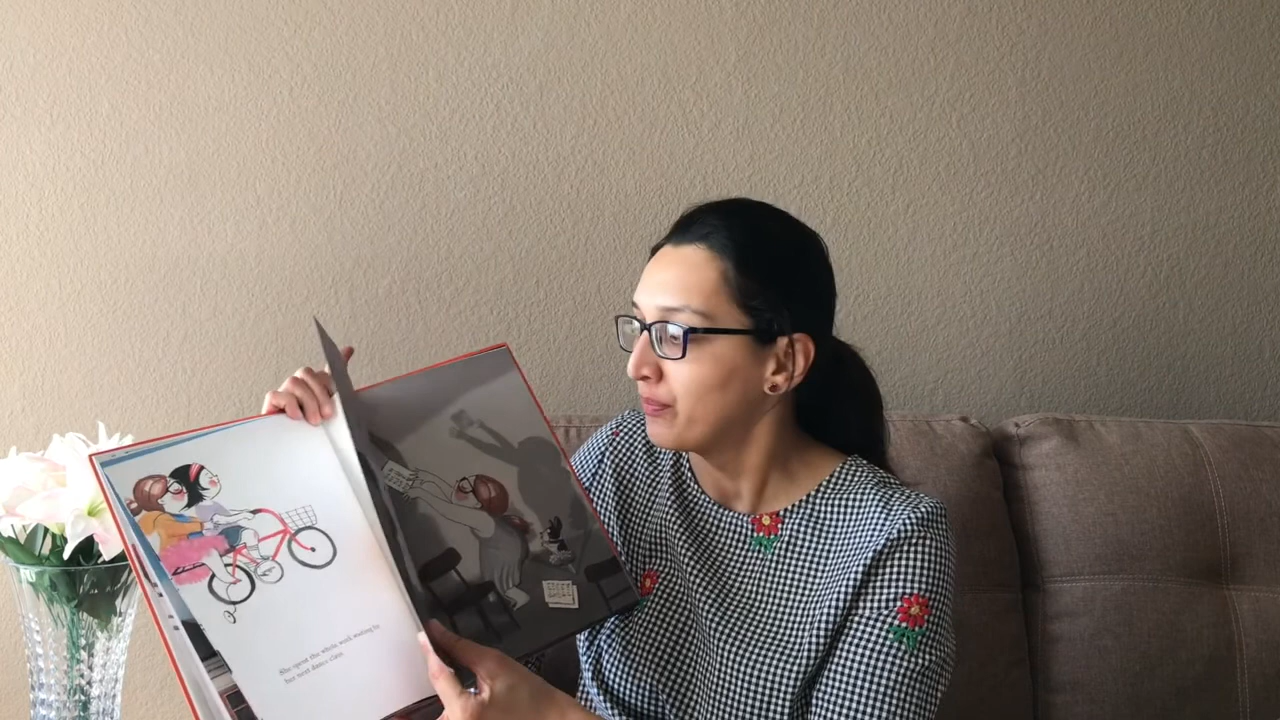 She spent the whole week waiting for
her next dance class.